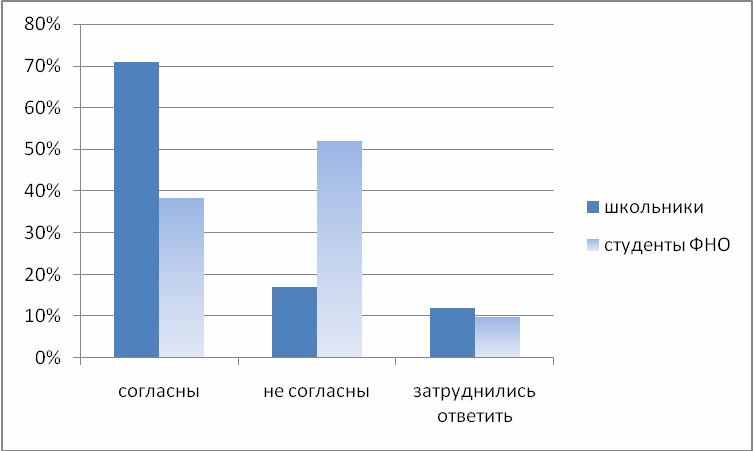 80%
70%
60%
50%
40%
30%
20%
10%
0%
согласны
не согласны
затруднились
ответить
школьники
студенты ФНО